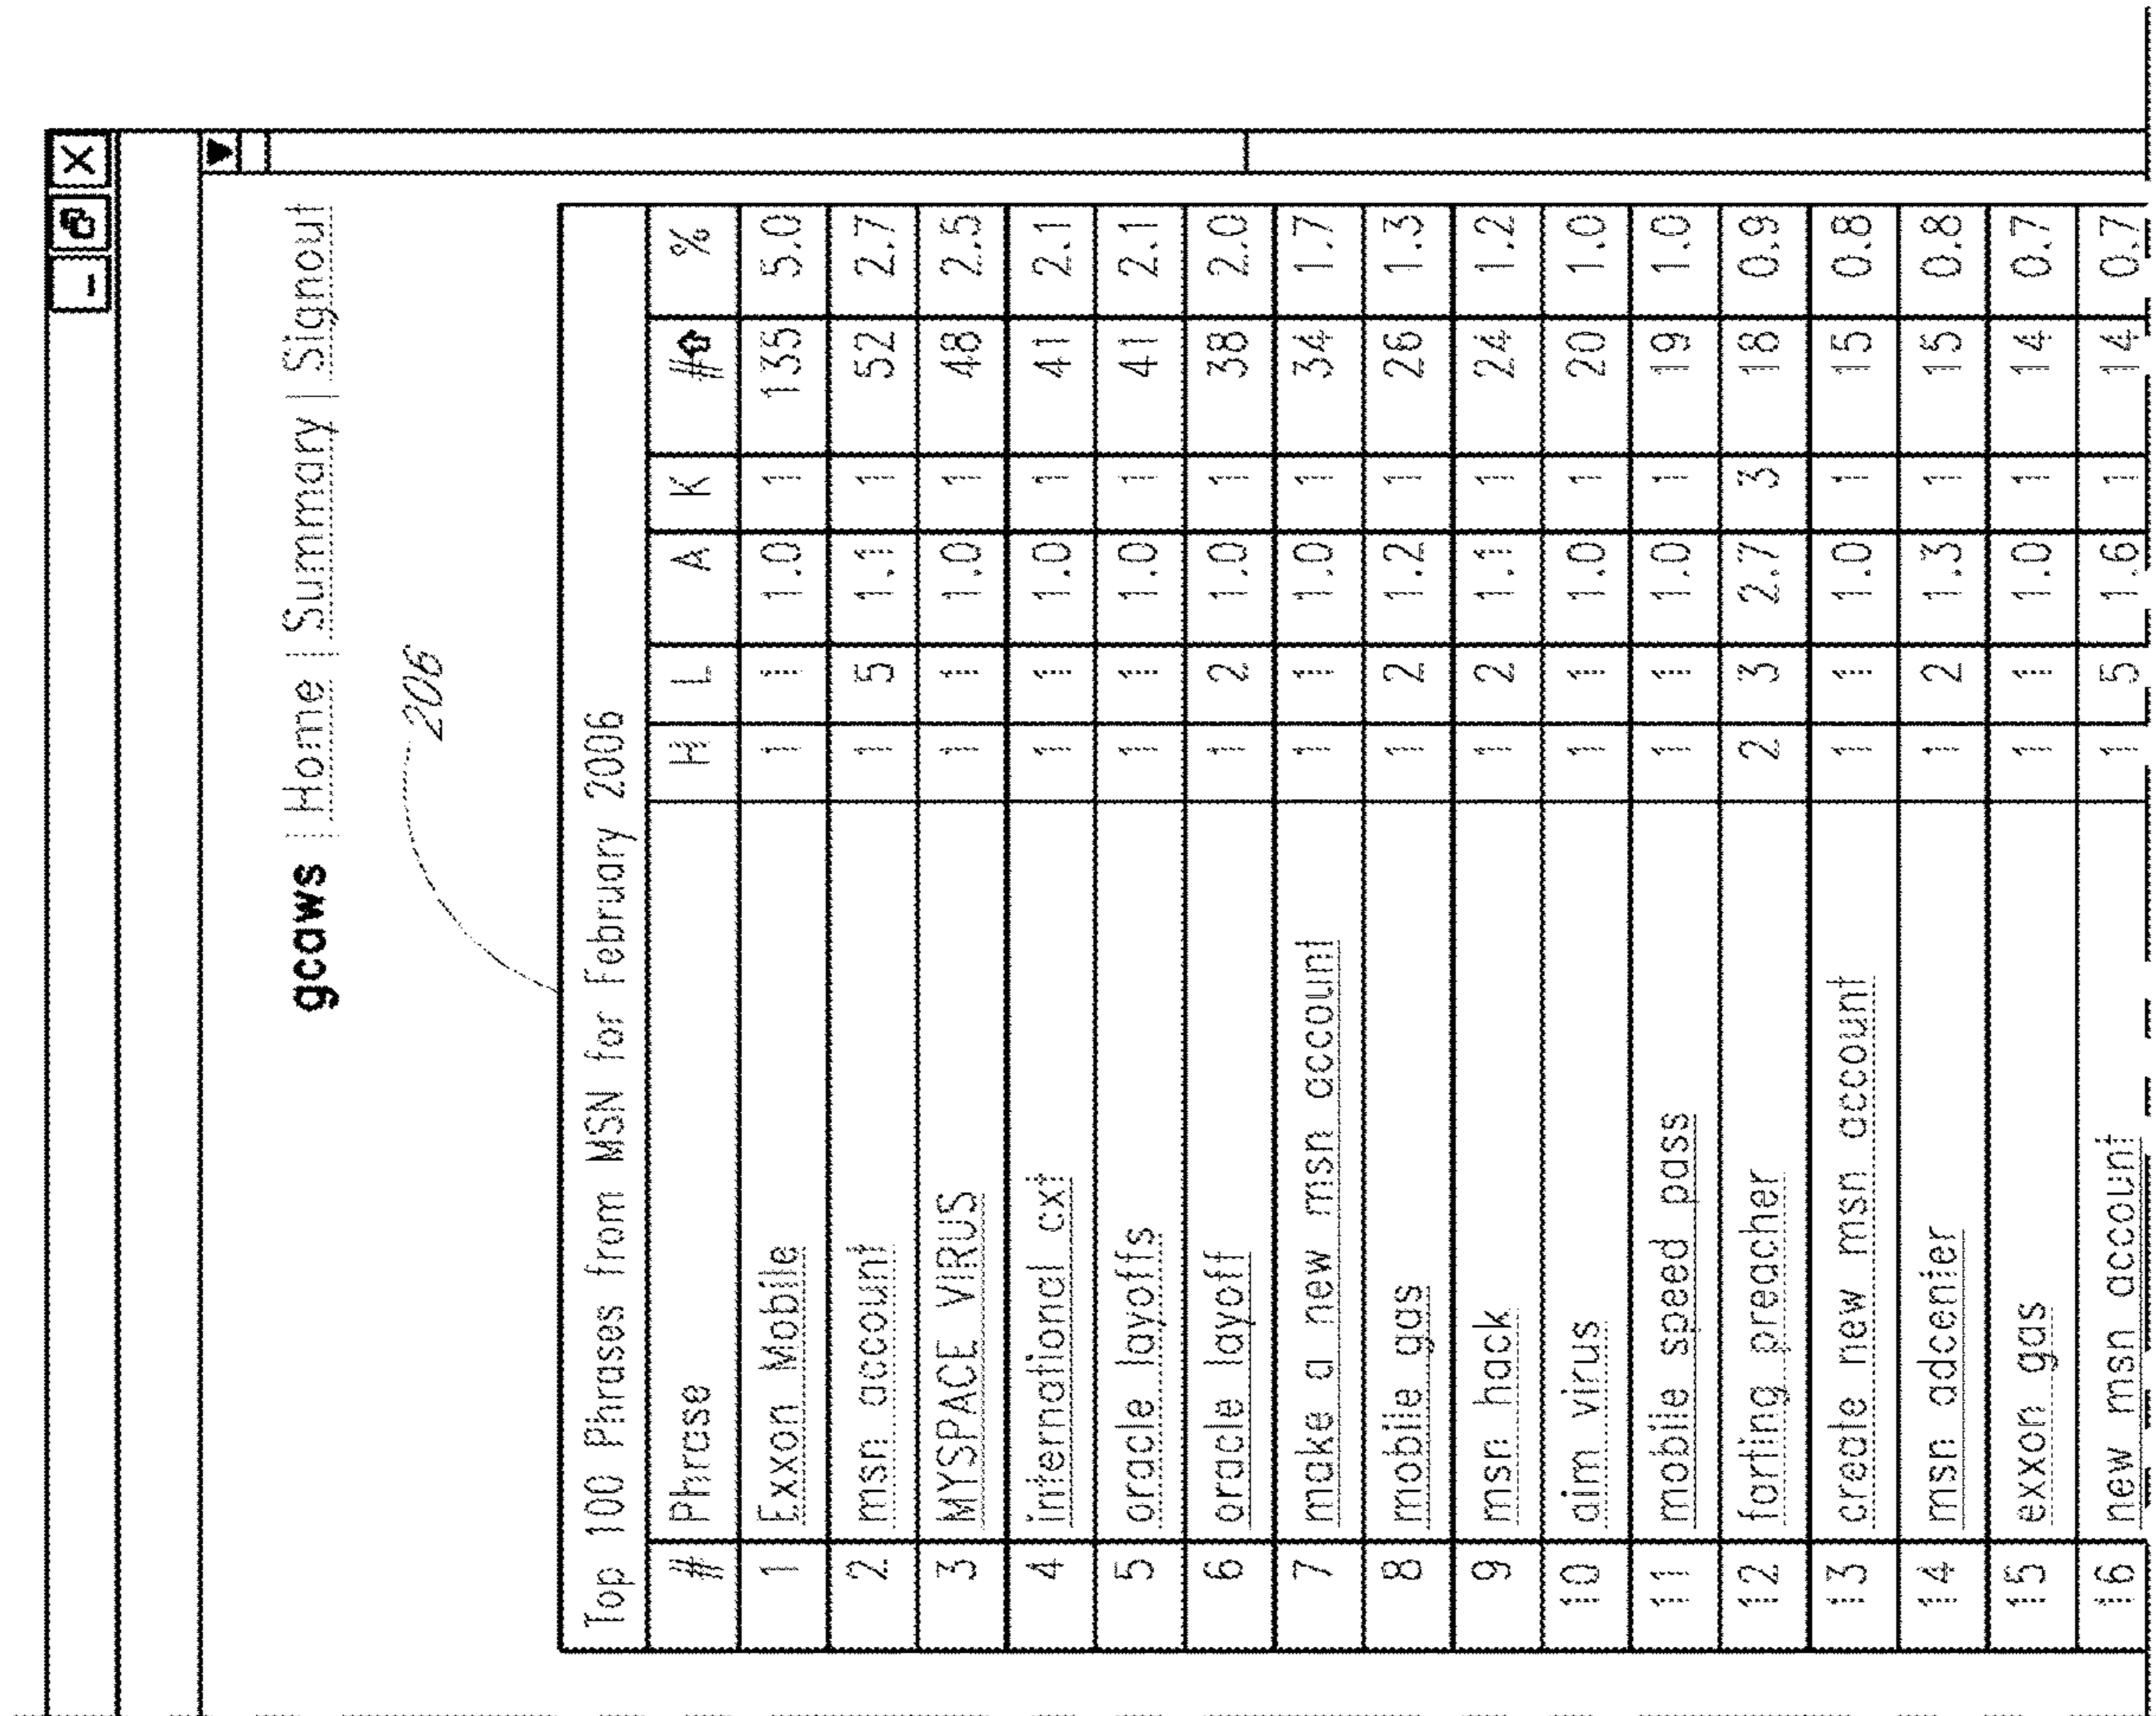 _ X
gcaws | Home | Summary | Signout
206
Top 100 Phrases from MSN for February 2006
# Phrase H L A K # %
1 Exxon Mobile 1 1 1.0 1 135 5.0
2 msn account 1 5 1.1 1 52 2.7
3 MYSPACE VIRUS 1 1 1.0 1 48 2.5
4 international cxt 1 1 1.0 1 41 2.1
5 oracle layoffs 1 1 1.0 1 41 2.1
6 oracle layoff 1 2 1.0 1 38 2.0
7 make a new msn account 1 1 1.0 1 34 1.7
8 mobile gas 1 2 1.2 1 26 1.3
9 msn hack 1 2 1.1 1 24 1.2
10 aim virus 1 1 1.0 1 20 1.0
11 mobile speed pass 1 1 1.0 1 19 1.0
12 farting preacher 2 3 2.7 3 18 0.9
13 create new msn account 1 1 1.0 1 15 0.8
14 msn adcenter 1 2 1.3 1 15 0.8
15 exxon gas 1 1 1.0 1 14 0.7
16 new msn account 1 5 1.6 1 14 0.7